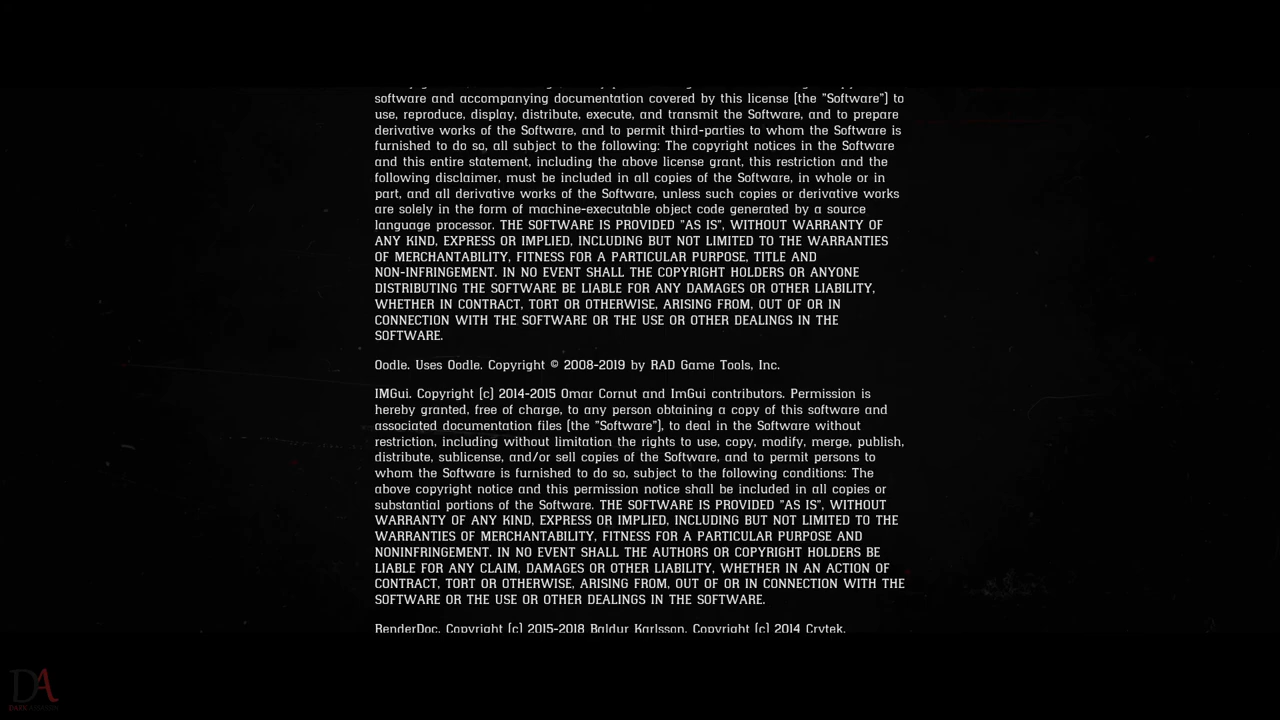 software and accompanying documentation covered by this license (the "Software") to
use, reproduce, display, distribute, execute, and transmit the Software, and to prepare
derivative works of the Software, and to permit third-parties to whom the Software is
furnished to do so, all subject to the following: The copyright notices in the Software
and this entire statement, including the above license grant, this restriction and the
following disclaimer, must be included in all copies of the Software, in whole or in
part, and all derivative works of the Software, unless such copies or derivative works
are solely in the form of machine-executable object code generated by a source
language processor. THE SOFTWARE IS PROVIDED "AS IS", WITHOUT WARRANTY OF
ANY KIND, EXPRESS OR IMPLIED, INCLUDING BUT NOT LIMITED TO THE WARRANTIES
OF MERCHANTABILITY, FITNESS FOR A PARTICULAR PURPOSE, TITLE AND
NON-INFRINGEMENT. IN NO EVENT SHALL THE COPYRIGHT HOLDERS OR ANYONE
DISTRIBUTING THE SOFTWARE BE LIABLE FOR ANY DAMAGES OR OTHER LIABILITY,
WHETHER IN CONTRACT, TORT OR OTHERWISE, ARISING FROM, OUT OF OR IN
CONNECTION WITH THE SOFTWARE OR THE USE OR OTHER DEALINGS IN THE
SOFTWARE.
Oodle. Uses Oodle. Copyright © 2008-2019 by RAD Game Tools, Inc.
IMGui. Copyright (c) 2014-2015 Omar Cornut and ImGui contributors. Permission is
hereby granted, free of charge, to any person obtaining a copy of this software and
associated documentation files (the "Software"), to deal in the Software without
restriction, including without limitation the rights to use, copy, modify, merge, publish,
distribute, sublicense, and/or sell copies of the Software, and to permit persons to
whom the Software is furnished to do so, subject to the following conditions: The
above copyright notice and this permission notice shall be included in all copies or
substantial portions of the Software. THE SOFTWARE IS PROVIDED "AS IS", WITHOUT
WARRANTY OF ANY KIND, EXPRESS OR IMPLIED, INCLUDING BUT NOT LIMITED TO THE
WARRANTIES OF MERCHANTABILITY, FITNESS FOR A PARTICULAR PURPOSE AND
NONINFRINGEMENT. IN NO EVENT SHALL THE AUTHORS OR COPYRIGHT HOLDERS BE
LIABLE FOR ANY CLAIM, DAMAGES OR OTHER LIABILITY, WHETHER IN AN ACTION OF
CONTRACT, TORT OR OTHERWISE, ARISING FROM, OUT OF OR IN CONNECTION WITH THE
SOFTWARE OR THE USE OR OTHER DEALINGS IN THE SOFTWARE.
RenderDoc. Copyright (c) 2015-2018 Baldur Karlsson. Copyright (c) 2014 Crytek.
DA